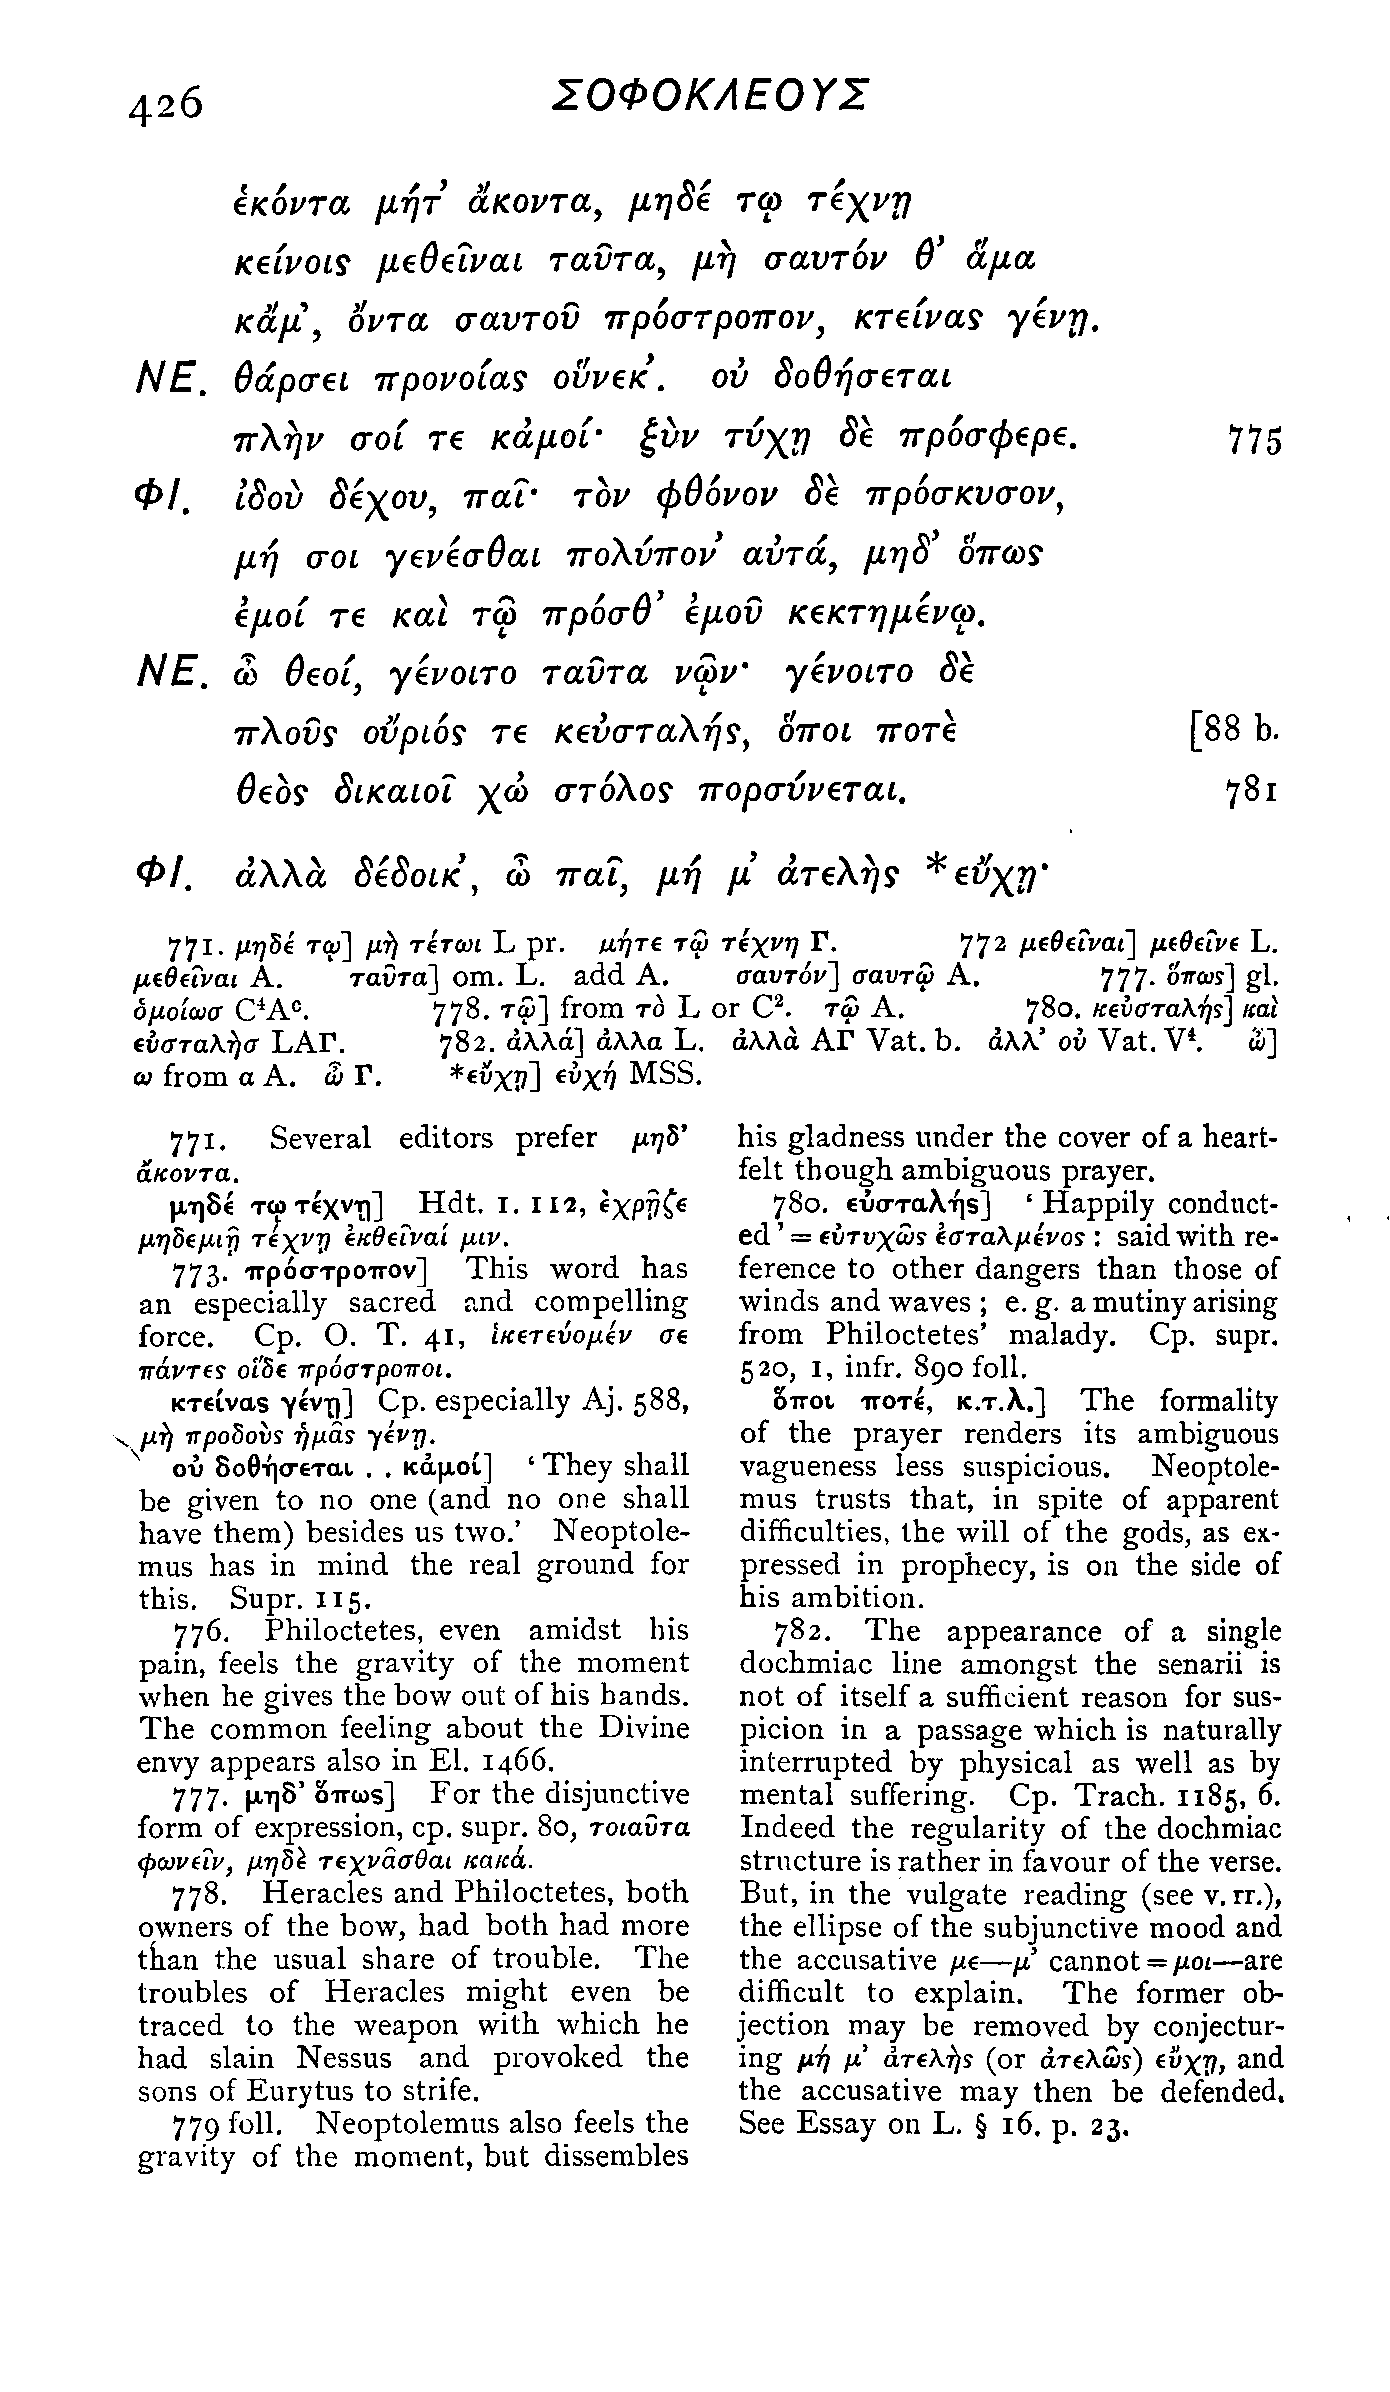 426
ΣΟΦΟΚΛΕΟΥΣ
ἑκόντα μήτ’ ἄκοντα, μηδέ τῳ τέχνῃ
κείνοις μεθεῖναι ταῦτα, μὴ σαυτόν θ’ ἅμα
κἄμ’, ὄντα σαυτοῦ πρόστροπον, κτείνας γένῃ.
ΝΕ. θάρσει προνοίας οὕνεκ’. οὐ δοθήσεται
πλὴν σοί τε κἀμοί· ξὺν τύχῃ δὲ πρόσφερε. 775
ΦΙ. ἰδοὺ δέχου, παῖ· τὸν φθόνον δὲ πρόσκυσον,
μή σοι γενέσθαι πολύπον’ αὐτά, μηδ’ ὅπως
ἐμοί τε καὶ τῷ πρόσθ’ ἐμοῦ κεκτημένῳ.
ΝΕ. ὦ θεοί, γένοιτο ταῦτα νῷν· γένοιτο δὲ
πλοῦς οὔριός τε κεὐσταλής, ὅποι ποτὲ [88 b.
θεὸς δικαιοῖ χὠ στόλος πορσύνεται. 781
ΦΙ. ἀλλὰ δέδοικ’, ὦ παῖ, μή μ’ ἀτελὴς *εὔχῃ·
771. μηδέ τῳ] μὴ τέτωι L pr. μήτε τῷ τέχνη Γ. 772 μεθεῖναι] μεθεῖνε L.
μεθεῖναι A. ταῦτα] om. L. add A. σαυτόν] σαυτῷ A. 777. ὅπως] gl.
ὁμοίωσ C⁴Aᶜ. 778. τῷ] from τὸ L or C². τῷ A. 780. κεὐσταλής] καὶ
εὐσταλὴσ LAΓ. 782. ἀλλά] ἀλλα L. ἀλλὰ AΓ Vat. b. ἀλλ’ οὐ Vat. V⁴. ὦ]
ω from α A. ὦ Γ. *εὔχῃ] εὐχή MSS.
771. Several editors prefer μηδ’
ἄκοντα.
μηδέ τῳ τέχνῃ] Hdt. 1. 112, ἐχρῄζε
μηδεμιῇ τέχνῃ ἐκθεῖναί μιν.
773. πρόστροπον] This word has
an especially sacred and compelling
force. Cp. O. T. 41, ἱκετεύομέν σε
πάντες οἵδε πρόστροποι.
κτείνας γένῃ] Cp. especially Aj. 588,
μὴ προδοὺς ἡμᾶς γένῃ.
οὐ δοθήσεται . . κἀμοί] ‘They shall
be given to no one (and no one shall
have them) besides us two.’ Neoptole-
mus has in mind the real ground for
this. Supr. 115.
776. Philoctetes, even amidst his
pain, feels the gravity of the moment
when he gives the bow out of his hands.
The common feeling about the Divine
envy appears also in El. 1466.
777. μηδ’ ὅπως] For the disjunctive
form of expression, cp. supr. 80, τοιαῦτα
φωνεῖν, μηδὲ τεχνᾶσθαι κακά.
778. Heracles and Philoctetes, both
owners of the bow, had both had more
than the usual share of trouble. The
troubles of Heracles might even be
traced to the weapon with which he
had slain Nessus and provoked the
sons of Eurytus to strife.
779 foll. Neoptolemus also feels the
gravity of the moment, but dissembles
his gladness under the cover of a heart-
felt though ambiguous prayer.
780. εὐσταλής] ‘Happily conduct-
ed’ = εὐτυχῶς ἐσταλμένος : said with re-
ference to other dangers than those of
winds and waves ; e. g. a mutiny arising
from Philoctetes’ malady. Cp. supr.
520, 1, infr. 890 foll.
ὅποι ποτέ, κ.τ.λ.] The formality
of the prayer renders its ambiguous
vagueness less suspicious. Neoptole-
mus trusts that, in spite of apparent
difficulties, the will of the gods, as ex-
pressed in prophecy, is on the side of
his ambition.
782. The appearance of a single
dochmiac line amongst the senarii is
not of itself a sufficient reason for sus-
picion in a passage which is naturally
interrupted by physical as well as by
mental suffering. Cp. Trach. 1185, 6.
Indeed the regularity of the dochmiac
structure is rather in favour of the verse.
But, in the vulgate reading (see v. rr.),
the ellipse of the subjunctive mood and
the accusative με—μ’ cannot = μοι—are
difficult to explain. The former ob-
jection may be removed by conjectur-
ing μή μ’ ἀτελὴς (or ἀτελῶς) εὔχῃ, and
the accusative may then be defended.
See Essay on L. § 16. p. 23.